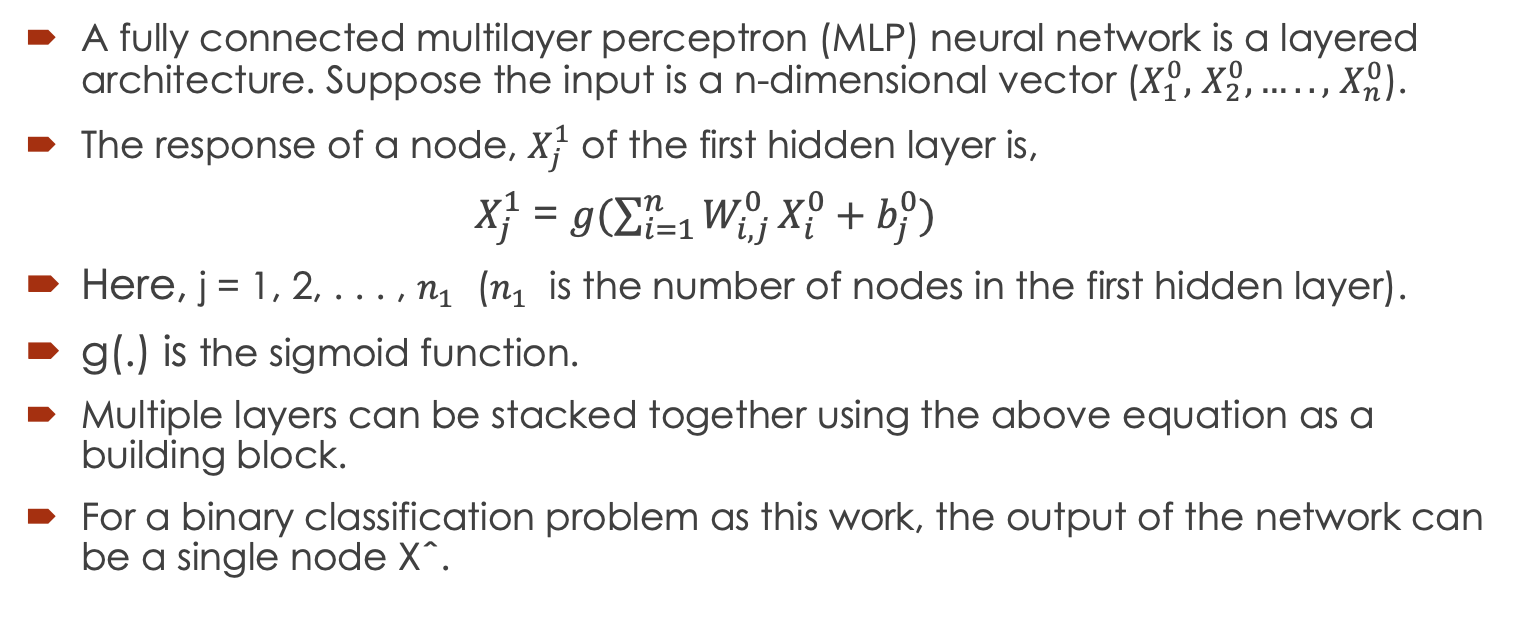 A fully connected multilayer perceptron (MLP) neural network is a layered
architecture. Suppose the input is a n-dimensional vector (X₁⁰, X₂⁰, ….., Xₙ⁰).
The response of a node, Xⱼ¹ of the first hidden layer is,
Xⱼ¹ = g(∑ᵢ₌₁ⁿ Wᵢ,ⱼ⁰ Xᵢ⁰ + bⱼ⁰)
Here, j = 1, 2, . . . , n₁ (n₁ is the number of nodes in the first hidden layer).
g(.) is the sigmoid function.
Multiple layers can be stacked together using the above equation as a
building block.
For a binary classification problem as this work, the output of the network can
be a single node Xˆ.